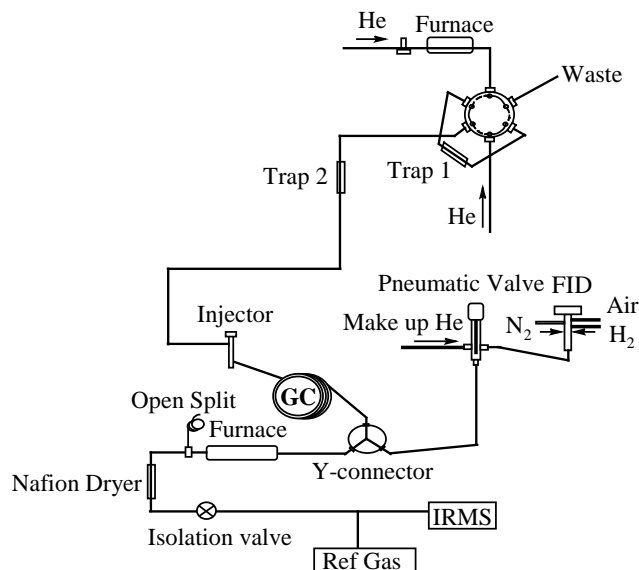 He
Furnace
Waste
Trap 2
Trap 1
He
Pneumatic Valve FID
Injector
Make up He
N2
Air
H2
GC
Open Split
Furnace
Y-connector
Nafion Dryer
Isolation valve
IRMS
Ref Gas